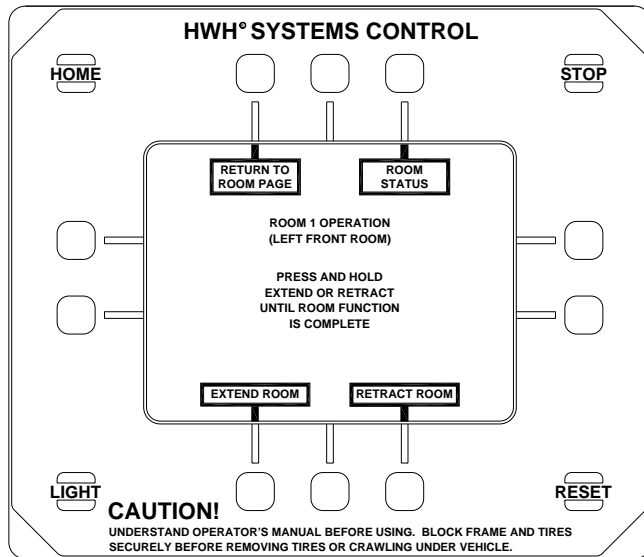 HWH® SYSTEMS CONTROL
HOME
STOP
RETURN TO
ROOM PAGE
ROOM
STATUS
ROOM 1 OPERATION
(LEFT FRONT ROOM)
PRESS AND HOLD
EXTEND OR RETRACT
UNTIL ROOM FUNCTION
IS COMPLETE
EXTEND ROOM
RETRACT ROOM
LIGHT
RESET
CAUTION!
UNDERSTAND OPERATOR'S MANUAL BEFORE USING. BLOCK FRAME AND TIRES
SECURELY BEFORE REMOVING TIRES OR CRAWLING UNDER VEHICLE.